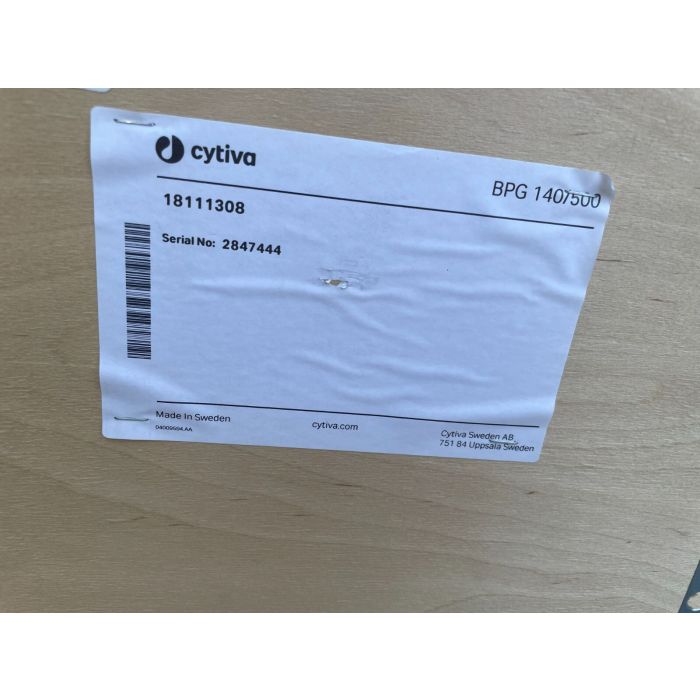 cytiva
BPG 140/500
18111308
Serial No: 2847444
Made In Sweden
04009594.AA
cytiva.com
Cytiva Sweden AB,
751 84 Uppsala Sweden